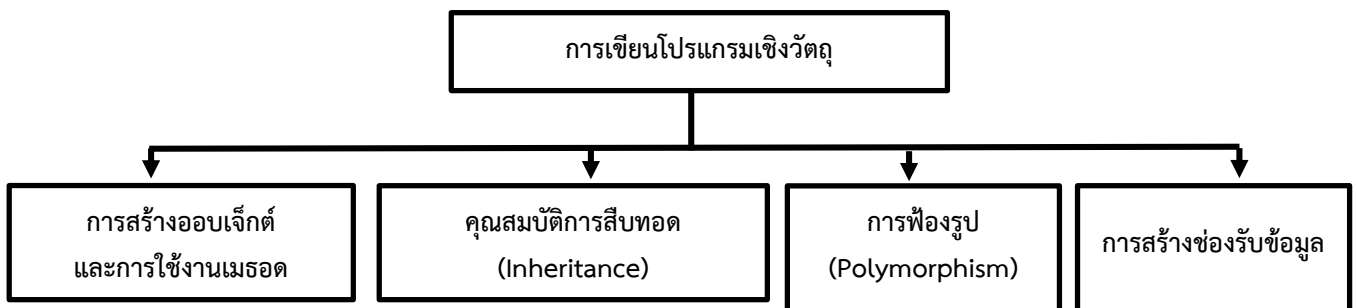 การเขียนโปรแกรมเชิงวัตถุ
การสร้างออบเจ็กต์
และการใช้งานเมธอด
คุณสมบัติการสืบทอด
(Inheritance)
การฟ้องรูป
(Polymorphism)
การสร้างช่องรับข้อมูล